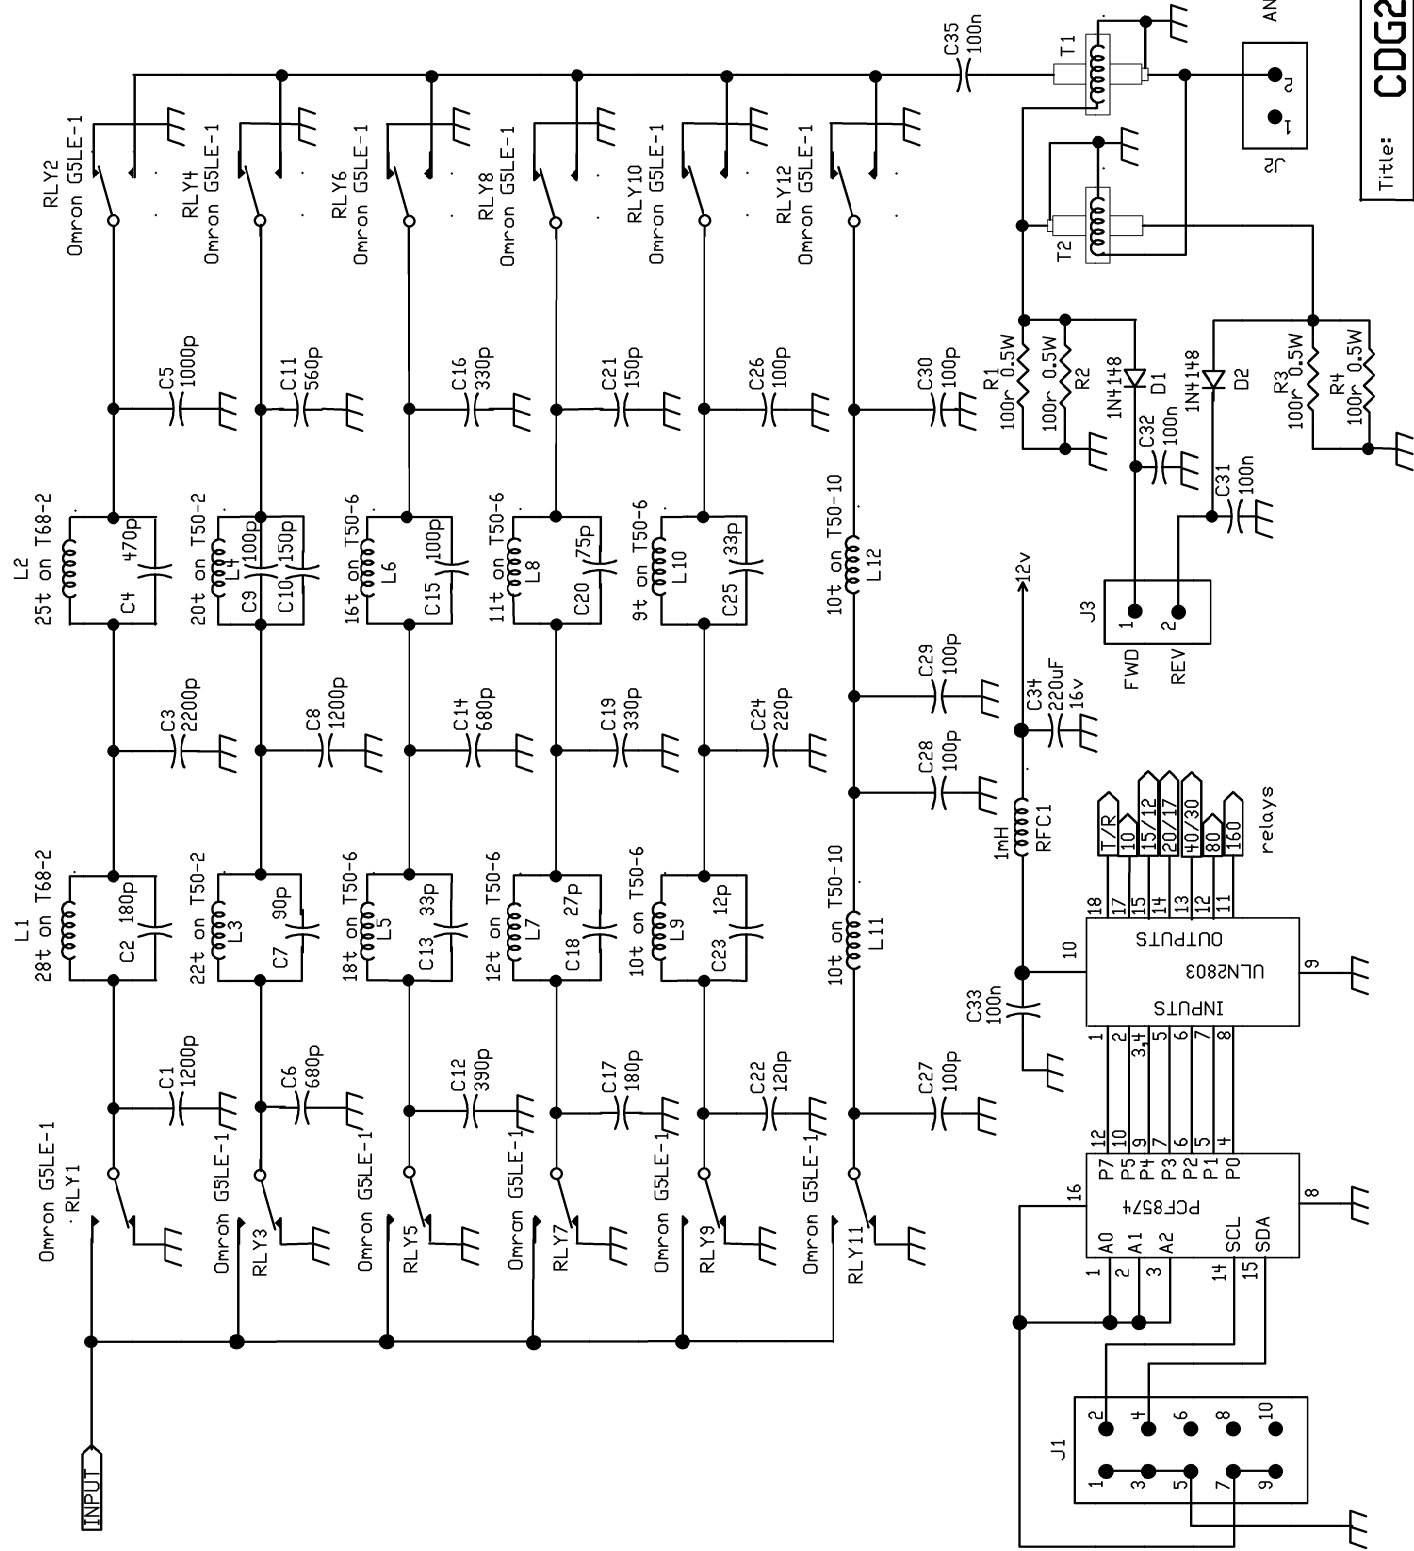 INPUT
Omron G5LE-1
RLY1
C1
1200p
L1
28t on T68-2
C2
180p
C3
2200p
L2
25t on T68-2
C4
470p
C5
1000p
RLY2
Omron G5LE-1
Omron G5LE-1
RLY3
C6
680p
22t on T50-2
L3
C7
90p
C8
1200p
20t on T50-2
L4
C9
100p
C10
150p
C11
560p
RLY4
Omron G5LE-1
Omron G5LE-1
RLY5
C12
390p
18t on T50-6
L5
C13
33p
C14
680p
16t on T50-6
L6
C15
100p
C16
330p
RLY6
Omron G5LE-1
Omron G5LE-1
RLY7
C17
180p
12t on T50-6
L7
C18
27p
C19
330p
11t on T50-6
L8
C20
75p
C21
150p
RLY8
Omron G5LE-1
Omron G5LE-1
RLY9
C22
120p
10t on T50-6
L9
C23
12p
C24
220p
9t on T50-6
L10
C25
33p
C26
100p
RLY10
Omron G5LE-1
Omron G5LE-1
RLY11
C27
100p
10t on T50-10
L11
C28
100p
C29
100p
10t on T50-10
L12
C30
100p
RLY12
Omron G5LE-1
C35
100n
T1
T2
AN
J2
1
2
R1
100r 0.5W
100r 0.5W
R2
1N4148
D1
C32
100n
1N4148
D2
C31
100n
R3
100r 0.5W
R4
100r 0.5W
J3
1
2
FWD
REV
12v
C34
220uF
16v
1mH
RFC1
C33
100n
T/R
10
15/12
20/17
40/30
80
160
relays
18
17
15
14
13
12
11
10
OUTPUTS
ULN2803
INPUTS
9
1
2
3,4
5
6
7
8
12
10
9
7
6
5
4
16
P7
P5
P4
P3
P2
P1
P0
PCF8574
8
A0
A1
A2
SCL
SDA
1
2
3
14
15
J1
2
4
6
8
10
1
3
5
7
9
Title:
CDG2